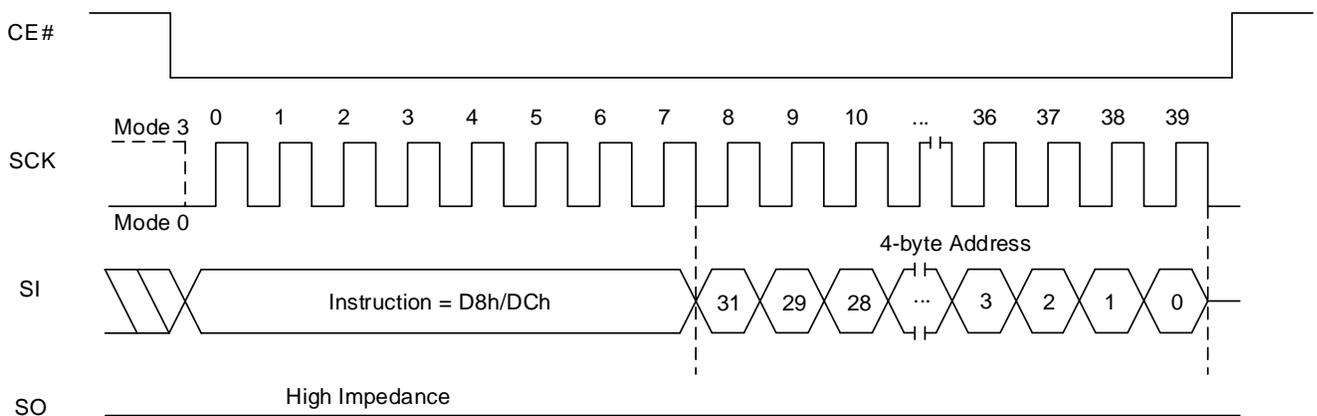 CE#
0 1 2 3 4 5 6 7 8 9 10 ... 36 37 38 39
Mode 3
SCK
Mode 0
4-byte Address
SI
Instruction = D8h/DCh 31 29 28 ... 3 2 1 0
High Impedance
SO